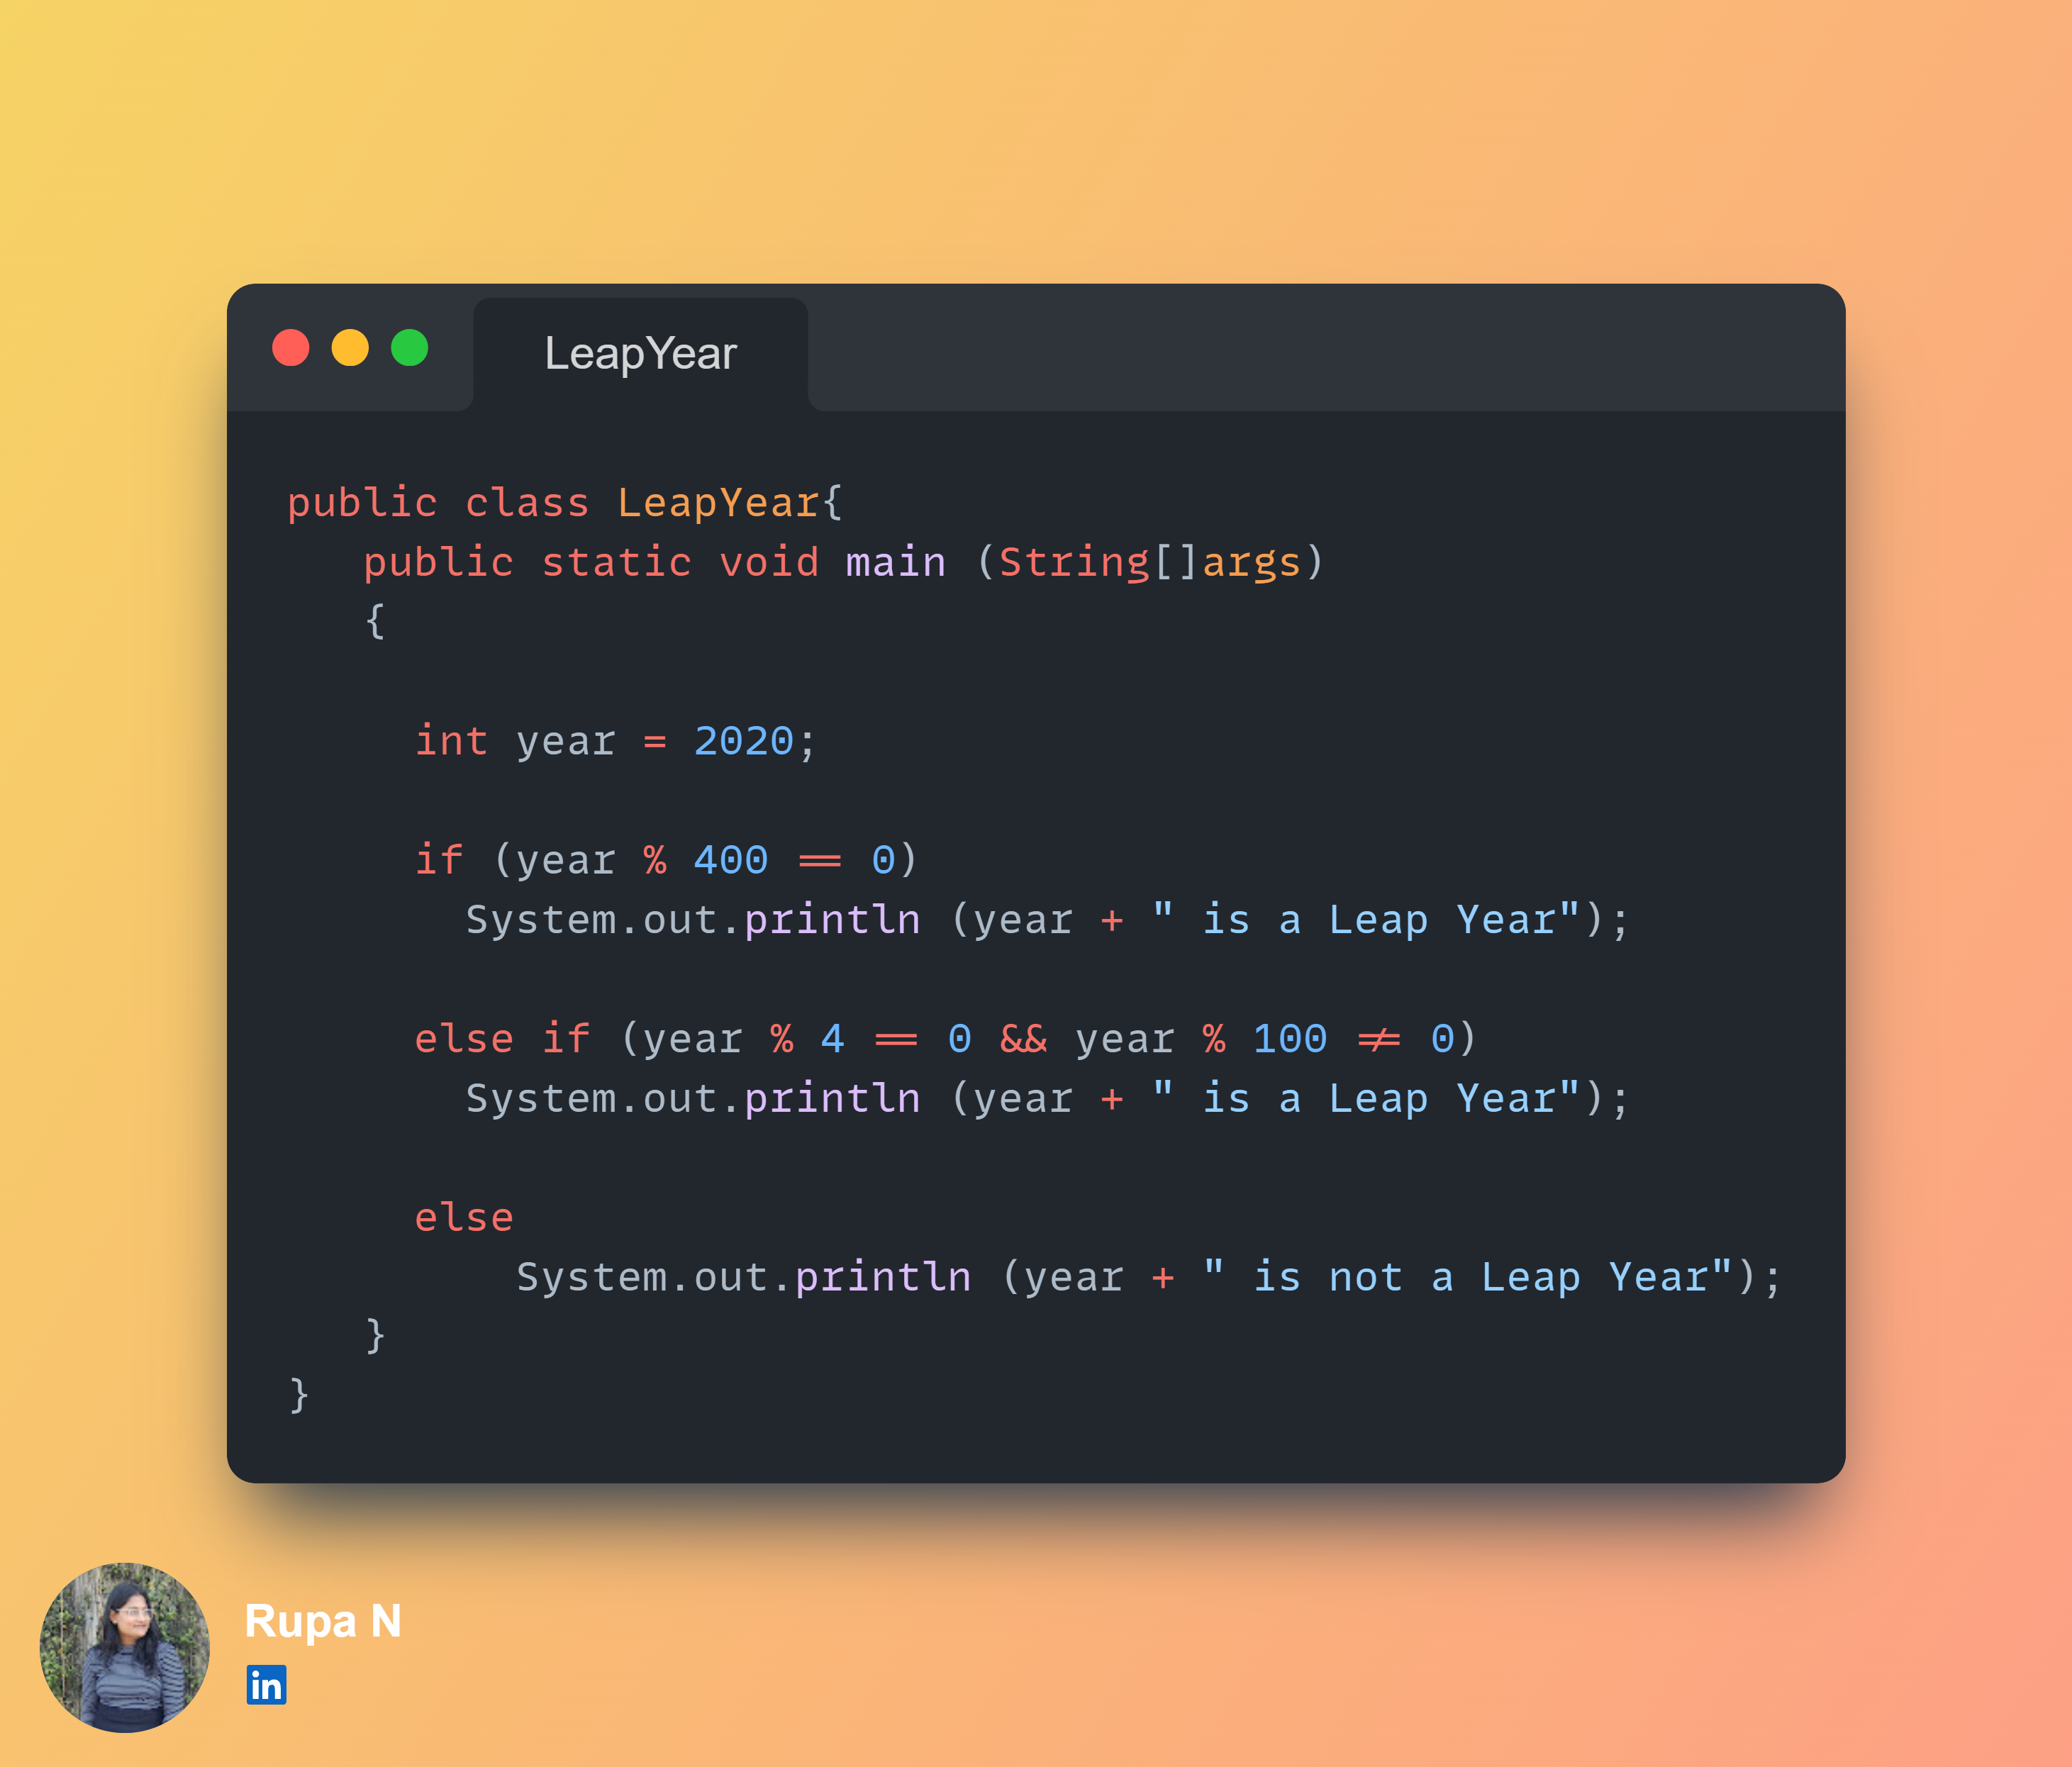 LeapYear
public class LeapYear{
public static void main (String[]args)
{
int year = 2020;
if (year % 400 == 0)
System.out.println (year + " is a Leap Year");
else if (year % 4 == 0 && year % 100 != 0)
System.out.println (year + " is a Leap Year");
else
System.out.println (year + " is not a Leap Year");
}
}
Rupa N
in